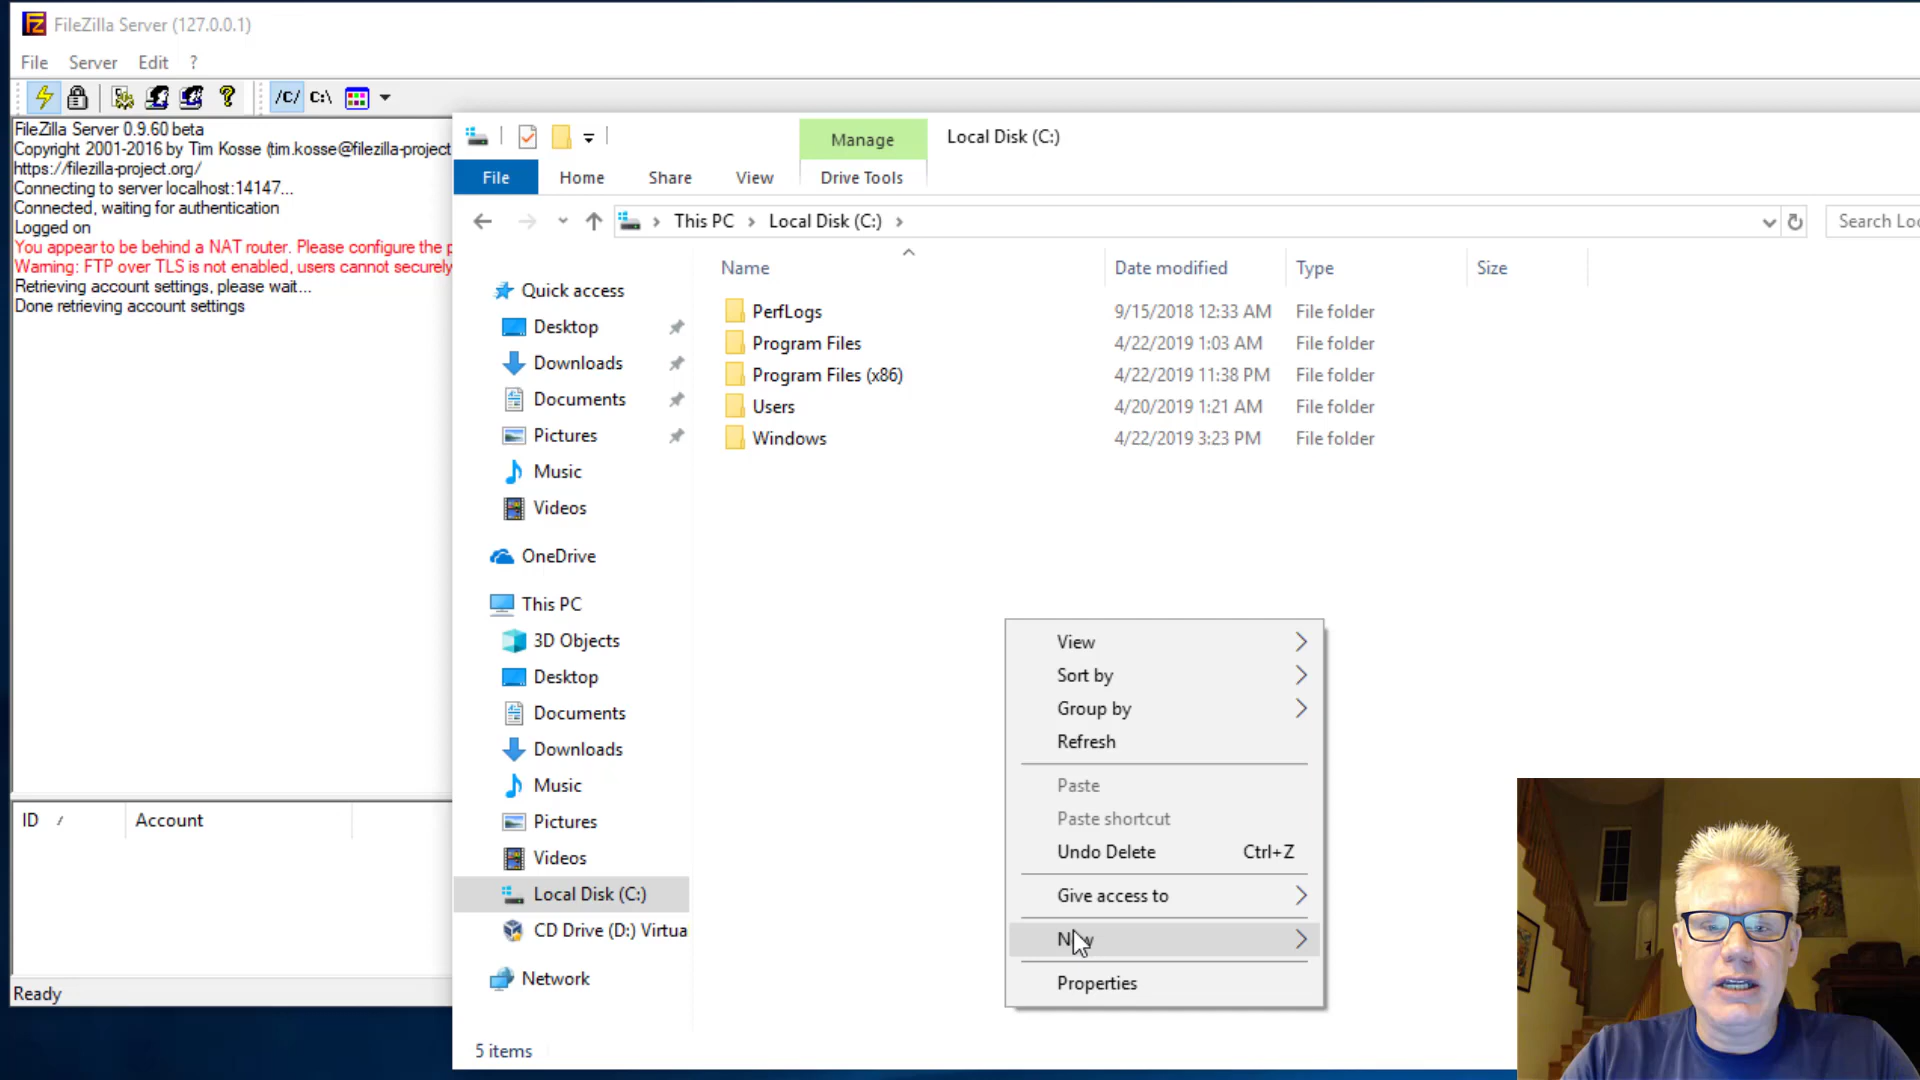 FileZilla Server (127.0.0.1)
File Server Edit ?
/C/ C:\
FileZilla Server 0.9.60 beta
Copyright 2001-2016 by Tim Kosse (tim.kosse@filezilla-project
https://filezilla-project.org/
Connecting to server localhost:14147...
Connected, waiting for authentication
Logged on
You appear to be behind a NAT router. Please configure the p
Warning: FTP over TLS is not enabled, users cannot securely
Retrieving account settings, please wait...
Done retrieving account settings
ID Account
Ready
Manage Local Disk (C:)
File Home Share View Drive Tools
This PC Local Disk (C:) Search Loc
Quick access
Desktop
Downloads
Documents
Pictures
Music
Videos
OneDrive
This PC
3D Objects
Desktop
Documents
Downloads
Music
Pictures
Videos
Local Disk (C:)
CD Drive (D:) Virtua
Network
Name Date modified Type Size
PerfLogs 9/15/2018 12:33 AM File folder
Program Files 4/22/2019 1:03 AM File folder
Program Files (x86) 4/22/2019 11:38 PM File folder
Users 4/20/2019 1:21 AM File folder
Windows 4/22/2019 3:23 PM File folder
View
Sort by
Group by
Refresh
Paste
Paste shortcut
Undo Delete Ctrl+Z
Give access to
New
Properties
5 items